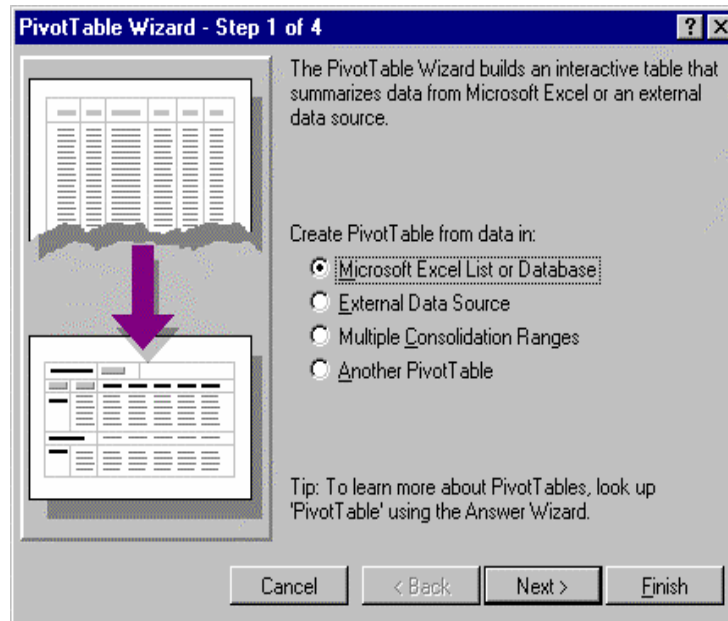 PivotTable Wizard - Step 1 of 4
The PivotTable Wizard builds an interactive table that
summarizes data from Microsoft Excel or an external
data source.
Create PivotTable from data in:
Microsoft Excel List or Database
External Data Source
Multiple Consolidation Ranges
Another PivotTable
Tip: To learn more about PivotTables, look up
'PivotTable' using the Answer Wizard.
Cancel
< Back
Next >
Finish